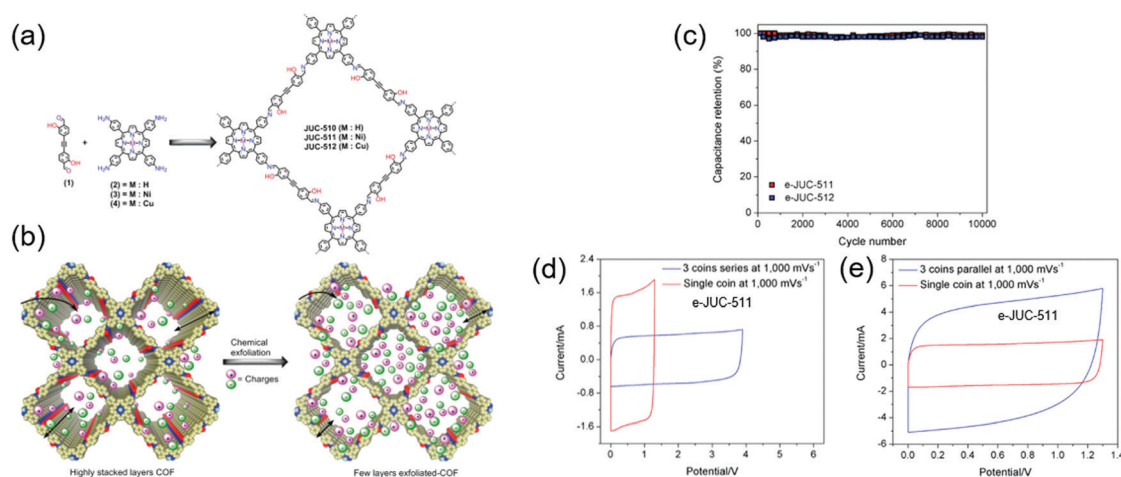 (a)
OH
HO
(1)
+
H₂N
NH₂
H₂N
NH₂
(2) = M : H
(3) = M : Ni
(4) = M : Cu
JUC-510 (M : H)
JUC-511 (M : Ni)
JUC-512 (M : Cu)
(b)
Chemical
exfoliation
= Charges
Highly stacked layers COF
Few layers exfoliated-COF
(c)
Capacitance retention (%)
100
80
60
40
20
0
e-JUC-511
e-JUC-512
0 2000 4000 6000 8000 10000
Cycle number
(d)
Current/mA
2.4
1.6
0.8
0.0
-0.8
-1.6
3 coins series at 1,000 mVs⁻¹
Single coin at 1,000 mVs⁻¹
e-JUC-511
0 1 2 3 4 5 6
Potential/V
(e)
Current/mA
6
4
2
0
-2
-4
-6
3 coins parallel at 1,000 mVs⁻¹
Single coin at 1,000 mVs⁻¹
e-JUC-511
0.0 0.2 0.4 0.6 0.8 1.0 1.2 1.4
Potential/V